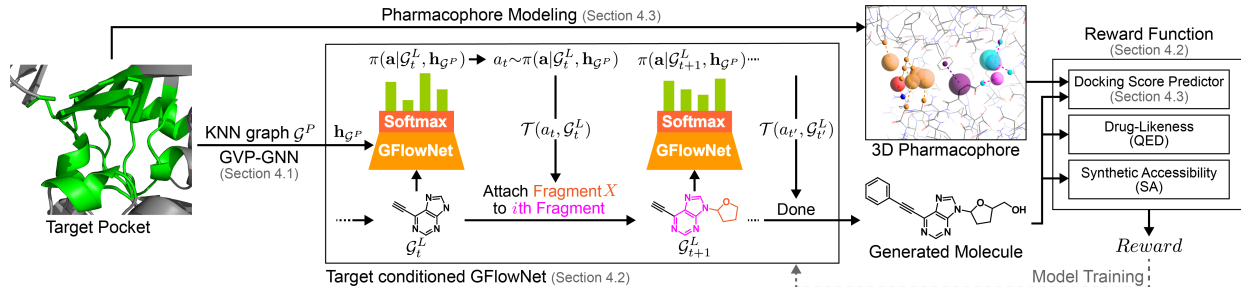 Pharmacophore Modeling (Section 4.3)
Target Pocket
KNN graph 𝒢^P
GVP-GNN
(Section 4.1)
h_{𝒢^P}
π(a|𝒢_t^L, h_{𝒢^P}) → a_t∼π(a|𝒢_t^L, h_{𝒢^P})
π(a|𝒢_{t+1}^L, h_{𝒢^P})····
Softmax
GFlowNet
𝒯(a_t, 𝒢_t^L)
Softmax
GFlowNet
𝒯(a_{t'}, 𝒢_{t'}^L)
Attach Fragment X
to ith Fragment
Done
N
N
N
N
𝒢_t^L
N
N
N
N
O
𝒢_{t+1}^L
Target conditioned GFlowNet (Section 4.2)
3D Pharmacophore
N
N
N
N
O
OH
Generated Molecule
Reward Function
(Section 4.2)
Docking Score Predictor
(Section 4.3)
Drug-Likeness
(QED)
Synthetic Accessibility
(SA)
Reward
Model Training